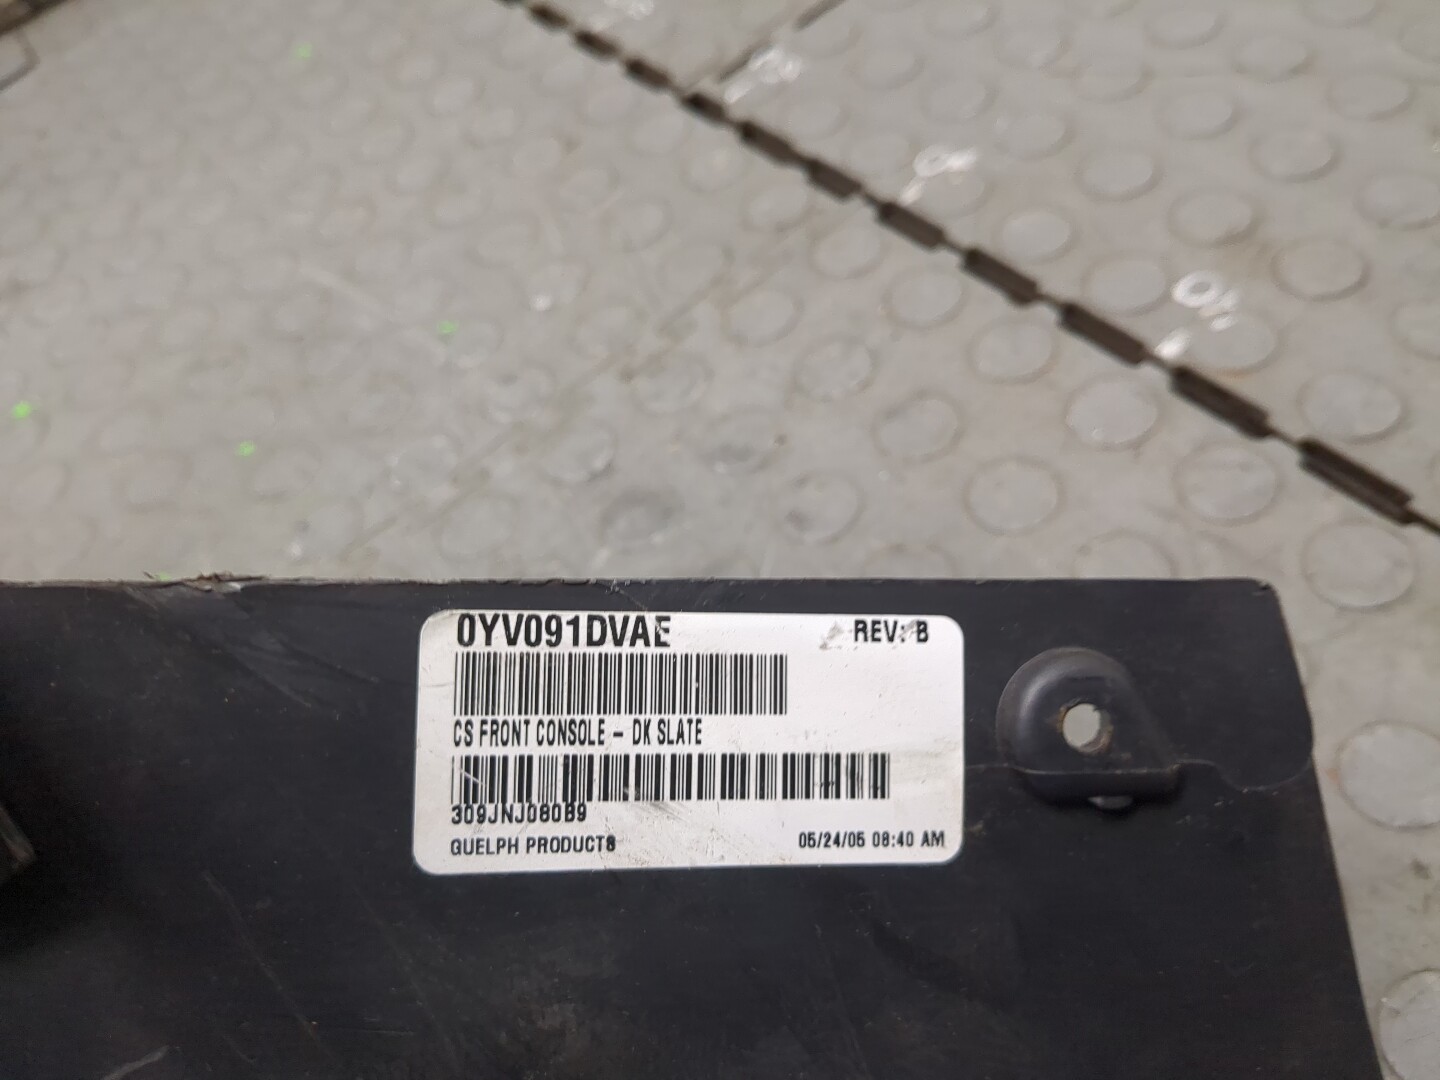 0YV091DVAE REV: B
CS FRONT CONSOLE - DK SLATE
309JNJ080B9
GUELPH PRODUCTS 05/24/05 08:40 AM